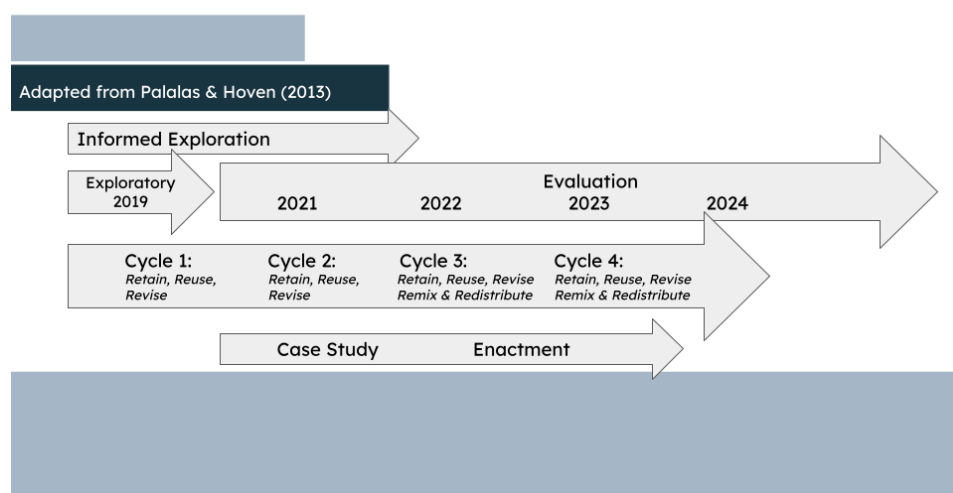 Adapted from Palalas & Hoven (2013)
Informed Exploration
Exploratory
2019
Evaluation
2021 2022 2023 2024
Cycle 1:
Retain, Reuse,
Revise
Cycle 2:
Retain, Reuse,
Revise
Cycle 3:
Retain, Reuse, Revise
Remix & Redistribute
Cycle 4:
Retain, Reuse, Revise
Remix & Redistribute
Case Study Enactment